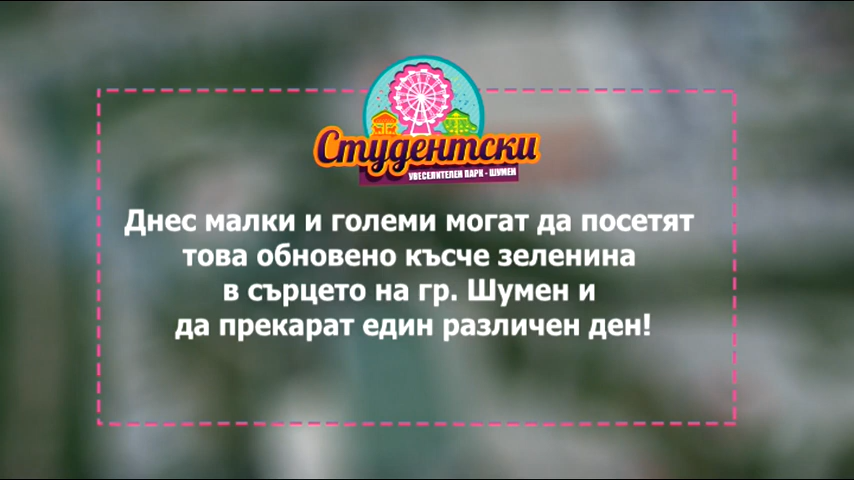 Студентски
УВЕСЕЛИТЕЛЕН ПАРК - ШУМЕН
Днес малки и големи могат да посетят
това обновено късче зеленина
в сърцето на гр. Шумен и
да прекарат един различен ден!